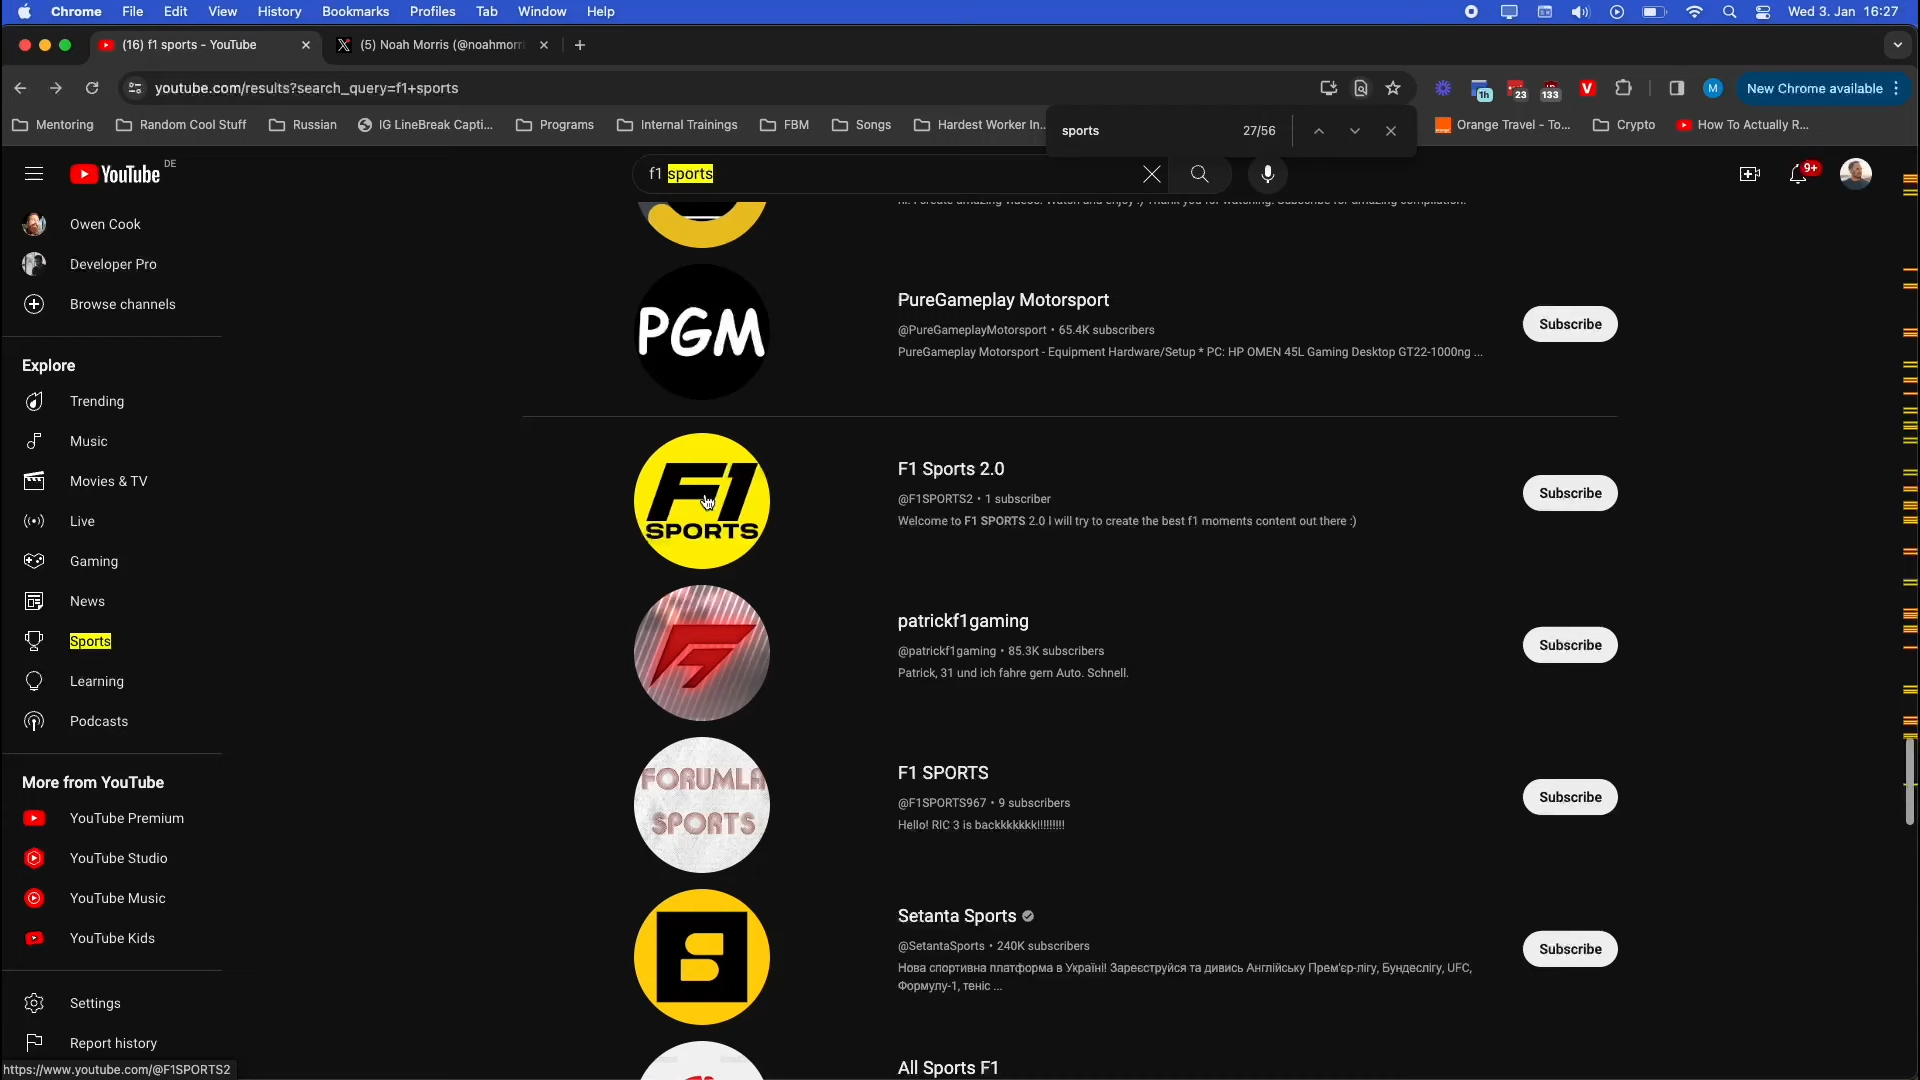 Chrome File Edit View History Bookmarks Profiles Tab Window Help Wed 3. Jan 16:27
(16) f1 sports - YouTube (5) Noah Morris (@noahmorr
youtube.com/results?search_query=f1+sports 1h 23 133 V M New Chrome available
Mentoring Random Cool Stuff Russian IG LineBreak Capti... Programs Internal Trainings FBM Songs Hardest Worker In... Orange Travel - To... Crypto How To Actually R...
sports 27/56
YouTube DE
f1 sports
9+
Owen Cook
Developer Pro
Browse channels
Explore
Trending
Music
Movies & TV
Live
Gaming
News
Sports
Learning
Podcasts
More from YouTube
YouTube Premium
YouTube Studio
YouTube Music
YouTube Kids
Settings
Report history
https://www.youtube.com/@F1SPORTS2
PGM
PureGameplay Motorsport
@PureGameplayMotorsport • 65.4K subscribers
PureGameplay Motorsport - Equipment Hardware/Setup * PC: HP OMEN 45L Gaming Desktop GT22-1000ng ...
Subscribe
F1
SPORTS
F1 Sports 2.0
@F1SPORTS2 • 1 subscriber
Welcome to F1 SPORTS 2.0 I will try to create the best f1 moments content out there :)
Subscribe
patrickf1gaming
@patrickf1gaming • 85.3K subscribers
Patrick, 31 und ich fahre gern Auto. Schnell.
Subscribe
FORUMLA
SPORTS
F1 SPORTS
@F1SPORTS967 • 9 subscribers
Hello! RIC 3 is backkkkkkk!!!!!!!!!
Subscribe
Setanta Sports
@SetantaSports • 240K subscribers
Нова спортивна платформа в Україні! Зареєструйся та дивись Англійську Прем'єр-лігу, Бундеслігу, UFC,
Формулу-1, теніс ...
Subscribe
All Sports F1